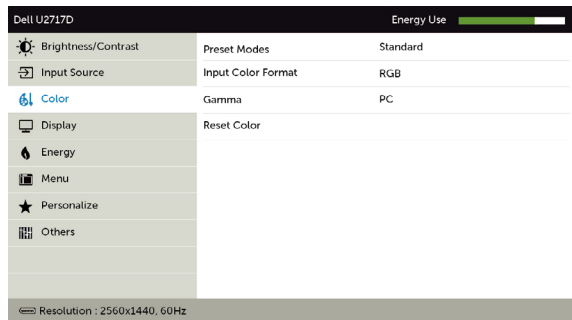 Dell U2717D Energy Use
Brightness/Contrast
Input Source
Color
Display
Energy
Menu
Personalize
Others
Preset Modes Standard
Input Color Format RGB
Gamma PC
Reset Color
Resolution : 2560x1440, 60Hz